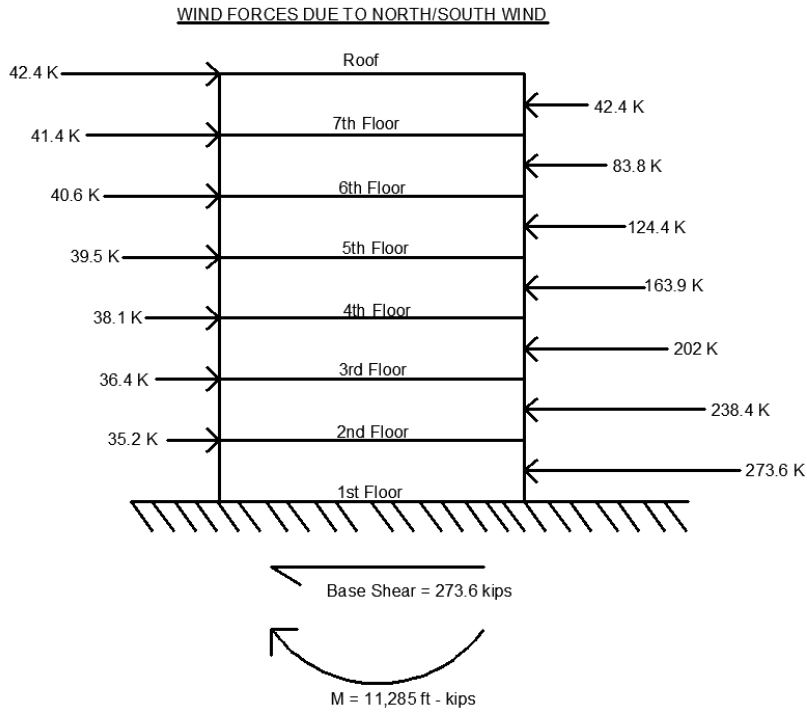 WIND FORCES DUE TO NORTH/SOUTH WIND
Roof
42.4 K
42.4 K
7th Floor
41.4 K
83.8 K
6th Floor
40.6 K
124.4 K
5th Floor
39.5 K
163.9 K
4th Floor
38.1 K
202 K
3rd Floor
36.4 K
238.4 K
2nd Floor
35.2 K
273.6 K
1st Floor
Base Shear = 273.6 kips
M = 11,285 ft - kips